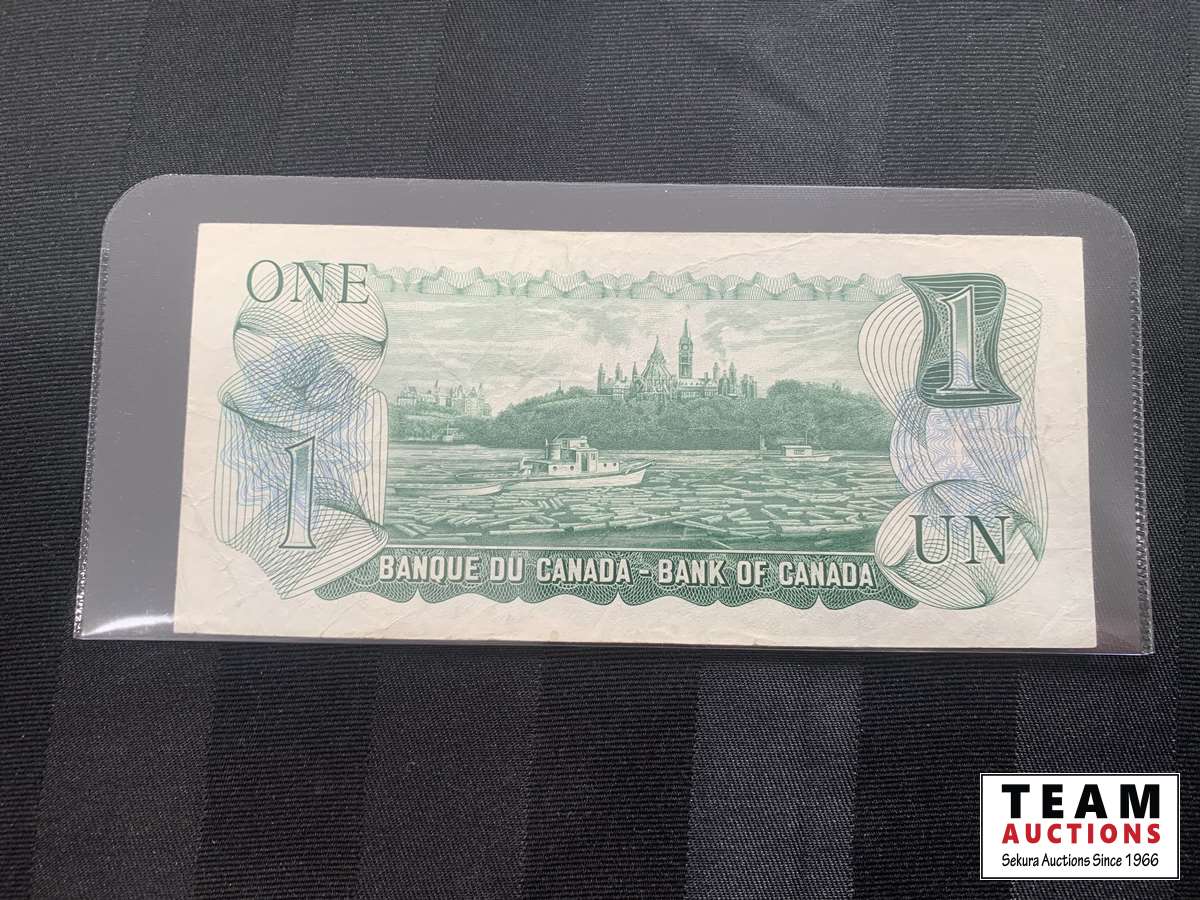 ONE
1
1
UN
BANQUE DU CANADA - BANK OF CANADA
TEAM
AUCTIONS
Sekura Auctions Since 1966